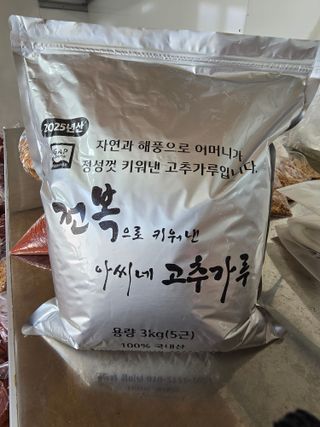 2025년산
GAP
자연과 해풍으로 어머니가
정성껏 키워낸 고추가루입니다.
전복으로 키워낸
아씨네 고추가루
용량 3kg(5근)
100% 국내산